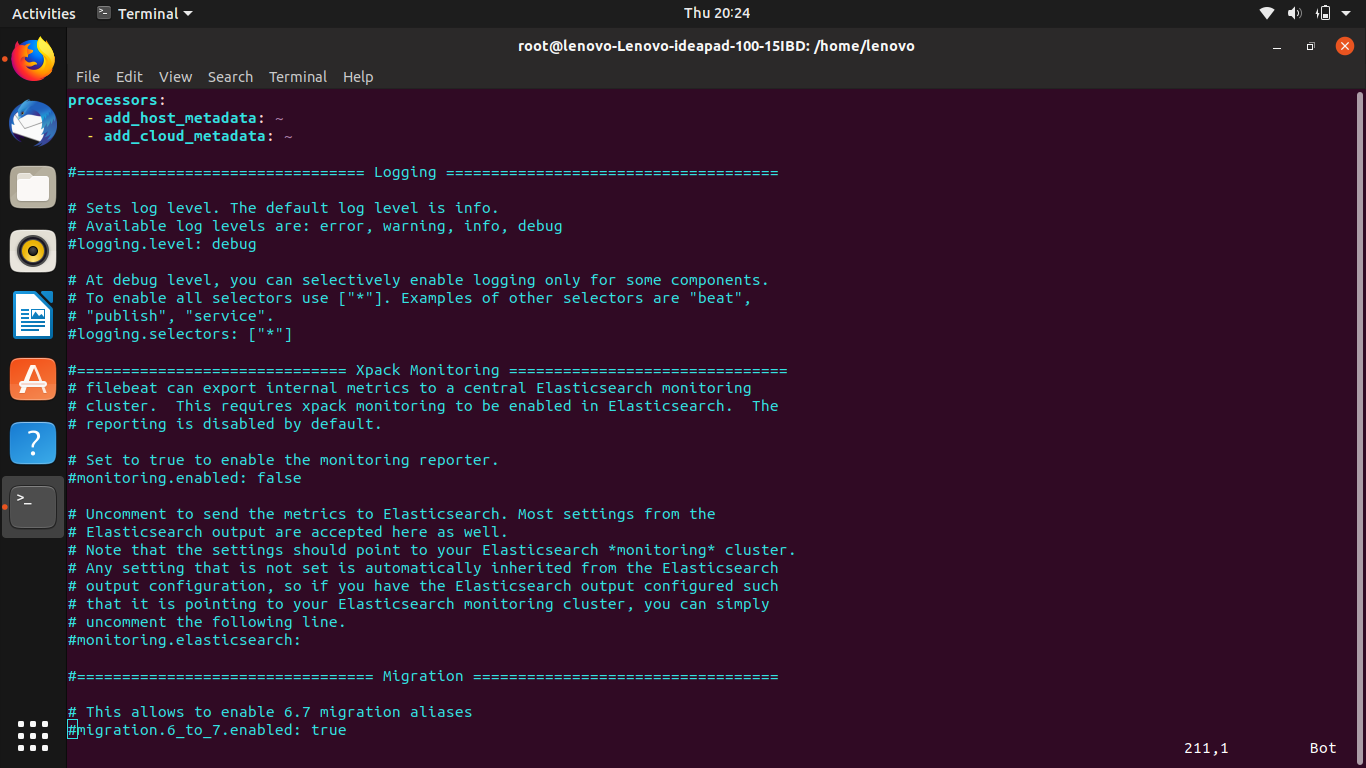 Activities Terminal Thu 20:24
root@lenovo-Lenovo-ideapad-100-15IBD: /home/lenovo
File Edit View Search Terminal Help
processors:
  - add_host_metadata: ~
  - add_cloud_metadata: ~
#================================ Logging =====================================
# Sets log level. The default log level is info.
# Available log levels are: error, warning, info, debug
#logging.level: debug
# At debug level, you can selectively enable logging only for some components.
# To enable all selectors use ["*"]. Examples of other selectors are "beat",
# "publish", "service".
#logging.selectors: ["*"]
#============================== Xpack Monitoring ===============================
# filebeat can export internal metrics to a central Elasticsearch monitoring
# cluster.  This requires xpack monitoring to be enabled in Elasticsearch.  The
# reporting is disabled by default.
# Set to true to enable the monitoring reporter.
#monitoring.enabled: false
# Uncomment to send the metrics to Elasticsearch. Most settings from the
# Elasticsearch output are accepted here as well.
# Note that the settings should point to your Elasticsearch *monitoring* cluster.
# Any setting that is not set is automatically inherited from the Elasticsearch
# output configuration, so if you have the Elasticsearch output configured such
# that it is pointing to your Elasticsearch monitoring cluster, you can simply
# uncomment the following line.
#monitoring.elasticsearch:
#================================= Migration ==================================
# This allows to enable 6.7 migration aliases
#migration.6_to_7.enabled: true
211,1 Bot